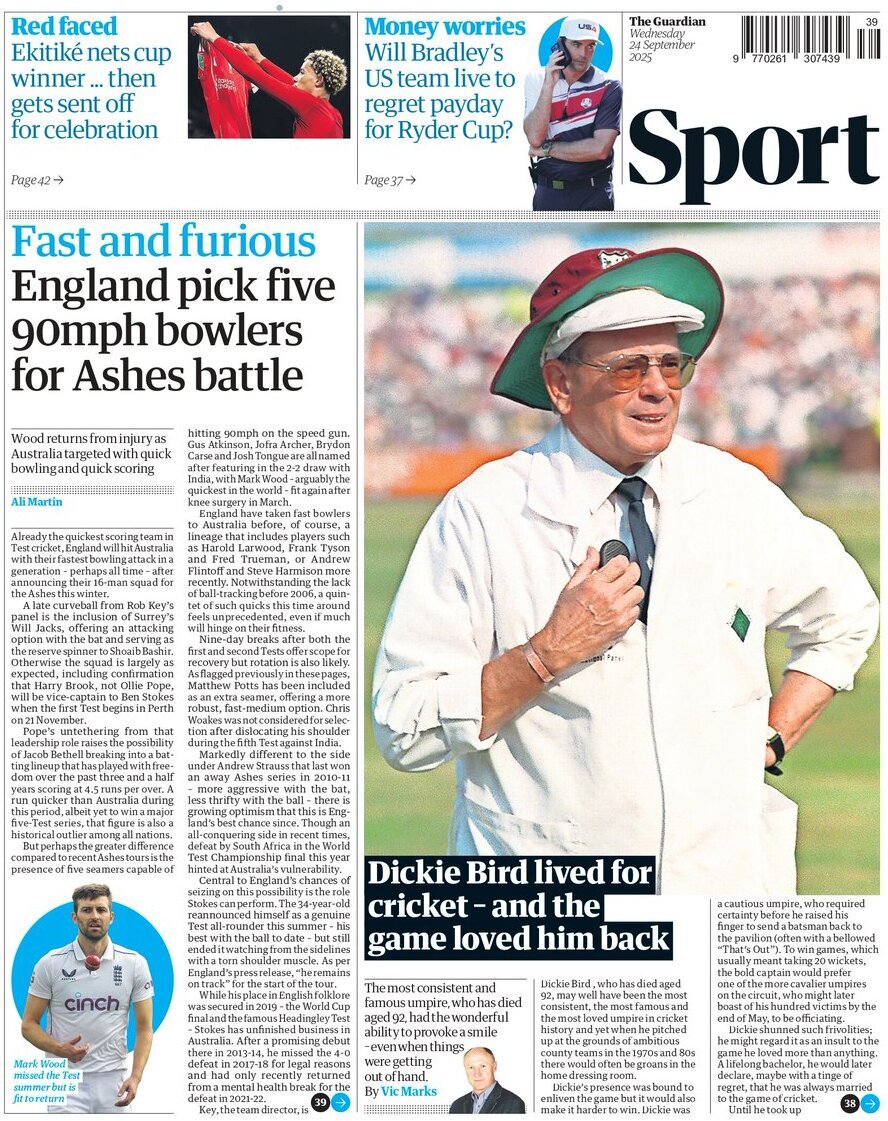 Red faced
Ekitiké nets cup
winner ... then
gets sent off
for celebration
Page 42 →
Money worries
Will Bradley's
US team live to
regret payday
for Ryder Cup?
Page 37 →
USA
The Guardian
Wednesday
24 September
2025
39
9 770261 307439
Sport
Fast and furious
England pick five
90mph bowlers
for Ashes battle
Wood returns from injury as
Australia targeted with quick
bowling and quick scoring
Ali Martin
Already the quickest scoring team in
Test cricket, England will hit Australia
with their fastest bowling attack in a
generation – perhaps all time – after
announcing their 16-man squad for
the Ashes this winter.
A late curveball from Rob Key's
panel is the inclusion of Surrey's
Will Jacks, offering an attacking
option with the bat and serving as
the reserve spinner to Shoaib Bashir.
Otherwise the squad is largely as
expected, including confirmation
that Harry Brook, not Ollie Pope,
will be vice-captain to Ben Stokes
when the first Test begins in Perth
on 21 November.
Pope's untethering from that
leadership role raises the possibility
of Jacob Bethell breaking into a bat-
ting lineup that has played with free-
dom over the past three and a half
years scoring at 4.5 runs per over. A
run quicker than Australia during
this period, albeit yet to win a major
five-Test series, that figure is also a
historical outlier among all nations.
But perhaps the greater difference
compared to recent Ashes tours is the
presence of five seamers capable of
cinch
Mark Wood
missed the Test
summer but is
fit to return
hitting 90mph on the speed gun.
Gus Atkinson, Jofra Archer, Brydon
Carse and Josh Tongue are all named
after featuring in the 2-2 draw with
India, with Mark Wood – arguably the
quickest in the world – fit again after
knee surgery in March.
England have taken fast bowlers
to Australia before, of course, a
lineage that includes players such
as Harold Larwood, Frank Tyson
and Fred Trueman, or Andrew
Flintoff and Steve Harmison more
recently. Notwithstanding the lack
of ball-tracking before 2006, a quin-
tet of such quicks this time around
feels unprecedented, even if much
will hinge on their fitness.
Nine-day breaks after both the
first and second Tests offer scope for
recovery but rotation is also likely.
As flagged previously in these pages,
Matthew Potts has been included
as an extra seamer, offering a more
robust, fast-medium option. Chris
Woakes was not considered for selec-
tion after dislocating his shoulder
during the fifth Test against India.
Markedly different to the side
under Andrew Strauss that last won
an away Ashes series in 2010-11
– more aggressive with the bat,
less thrifty with the ball – there is
growing optimism that this is Eng-
land's best chance since. Though an
all-conquering side in recent times,
defeat by South Africa in the World
Test Championship final this year
hinted at Australia's vulnerability.
Central to England's chances of
seizing on this possibility is the role
Stokes can perform. The 34-year-old
reannounced himself as a genuine
Test all-rounder this summer – his
best with the ball to date – but still
ended it watching from the sidelines
with a torn shoulder muscle. As per
England's press release, "he remains
on track" for the start of the tour.
While his place in English folklore
was secured in 2019 – the World Cup
final and the famous Headingley Test
– Stokes has unfinished business in
Australia. After a promising debut
there in 2013-14, he missed the 4-0
defeat in 2017-18 for legal reasons
and had only recently returned
from a mental health break for the
defeat in 2021-22.
Key, the team director, is
39 →
Dickie Bird lived for
cricket – and the
game loved him back
The most consistent and
famous umpire, who has died
aged 92, had the wonderful
ability to provoke a smile
– even when things
were getting
out of hand.
By Vic Marks
Dickie Bird , who has died aged
92, may well have been the most
consistent, the most famous and
the most loved umpire in cricket
history and yet when he pitched
up at the grounds of ambitious
county teams in the 1970s and 80s
there would often be groans in the
home dressing room.
Dickie's presence was bound to
enliven the game but it would also
make it harder to win. Dickie was
a cautious umpire, who required
certainty before he raised his
finger to send a batsman back to
the pavilion (often with a bellowed
"That's Out"). To win games, which
usually meant taking 20 wickets,
the bold captain would prefer
one of the more cavalier umpires
on the circuit, who might later
boast of his hundred victims by the
end of May, to be officiating.
Dickie shunned such frivolities;
he might regard it as an insult to the
game he loved more than anything.
A lifelong bachelor, he would later
declare, maybe with a tinge of
regret, that he was always married
to the game of cricket.
Until he took up
38 →